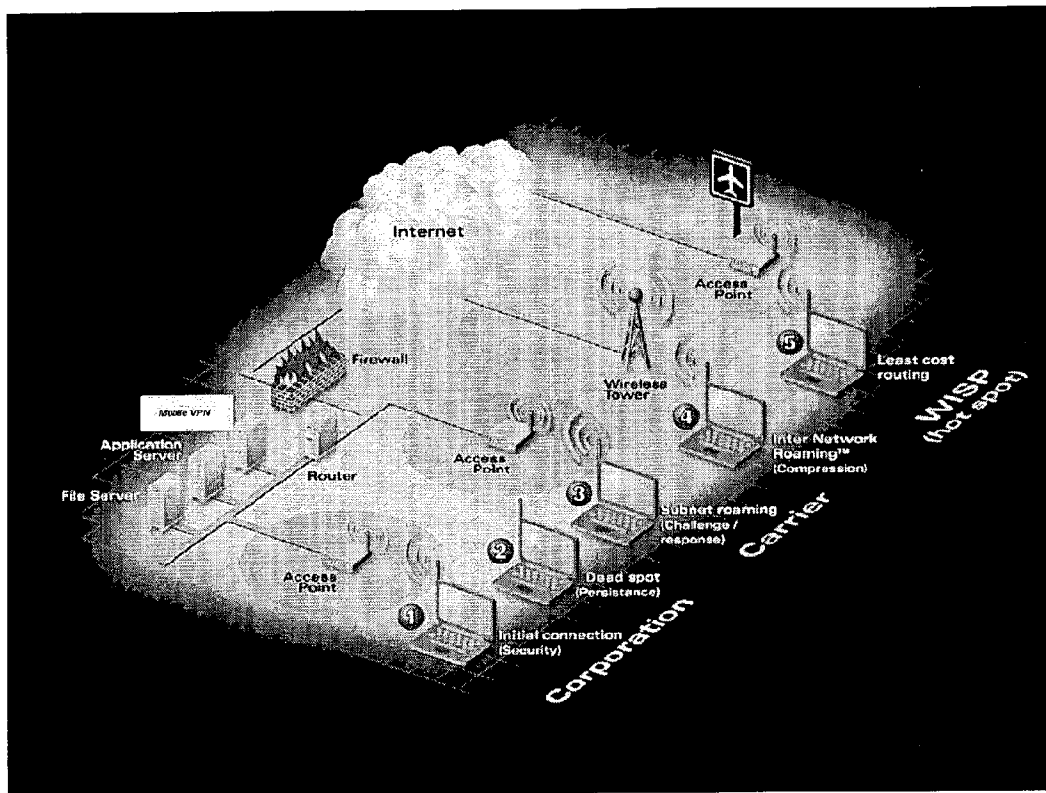 Internet
Access
Point
5
Least cost
routing
WISP
(hot spot)
Firewall
Wireless
Tower
4
Inter Network
Roaming™
(Compression)
Mobile VPN
Application
Server
File Server
Router
Access
Point
3
Subnet roaming
(Challenge /
response)
Carrier
2
Dead spot
(Persistance)
Access
Point
1
Initial connection
(Security)
Corporation